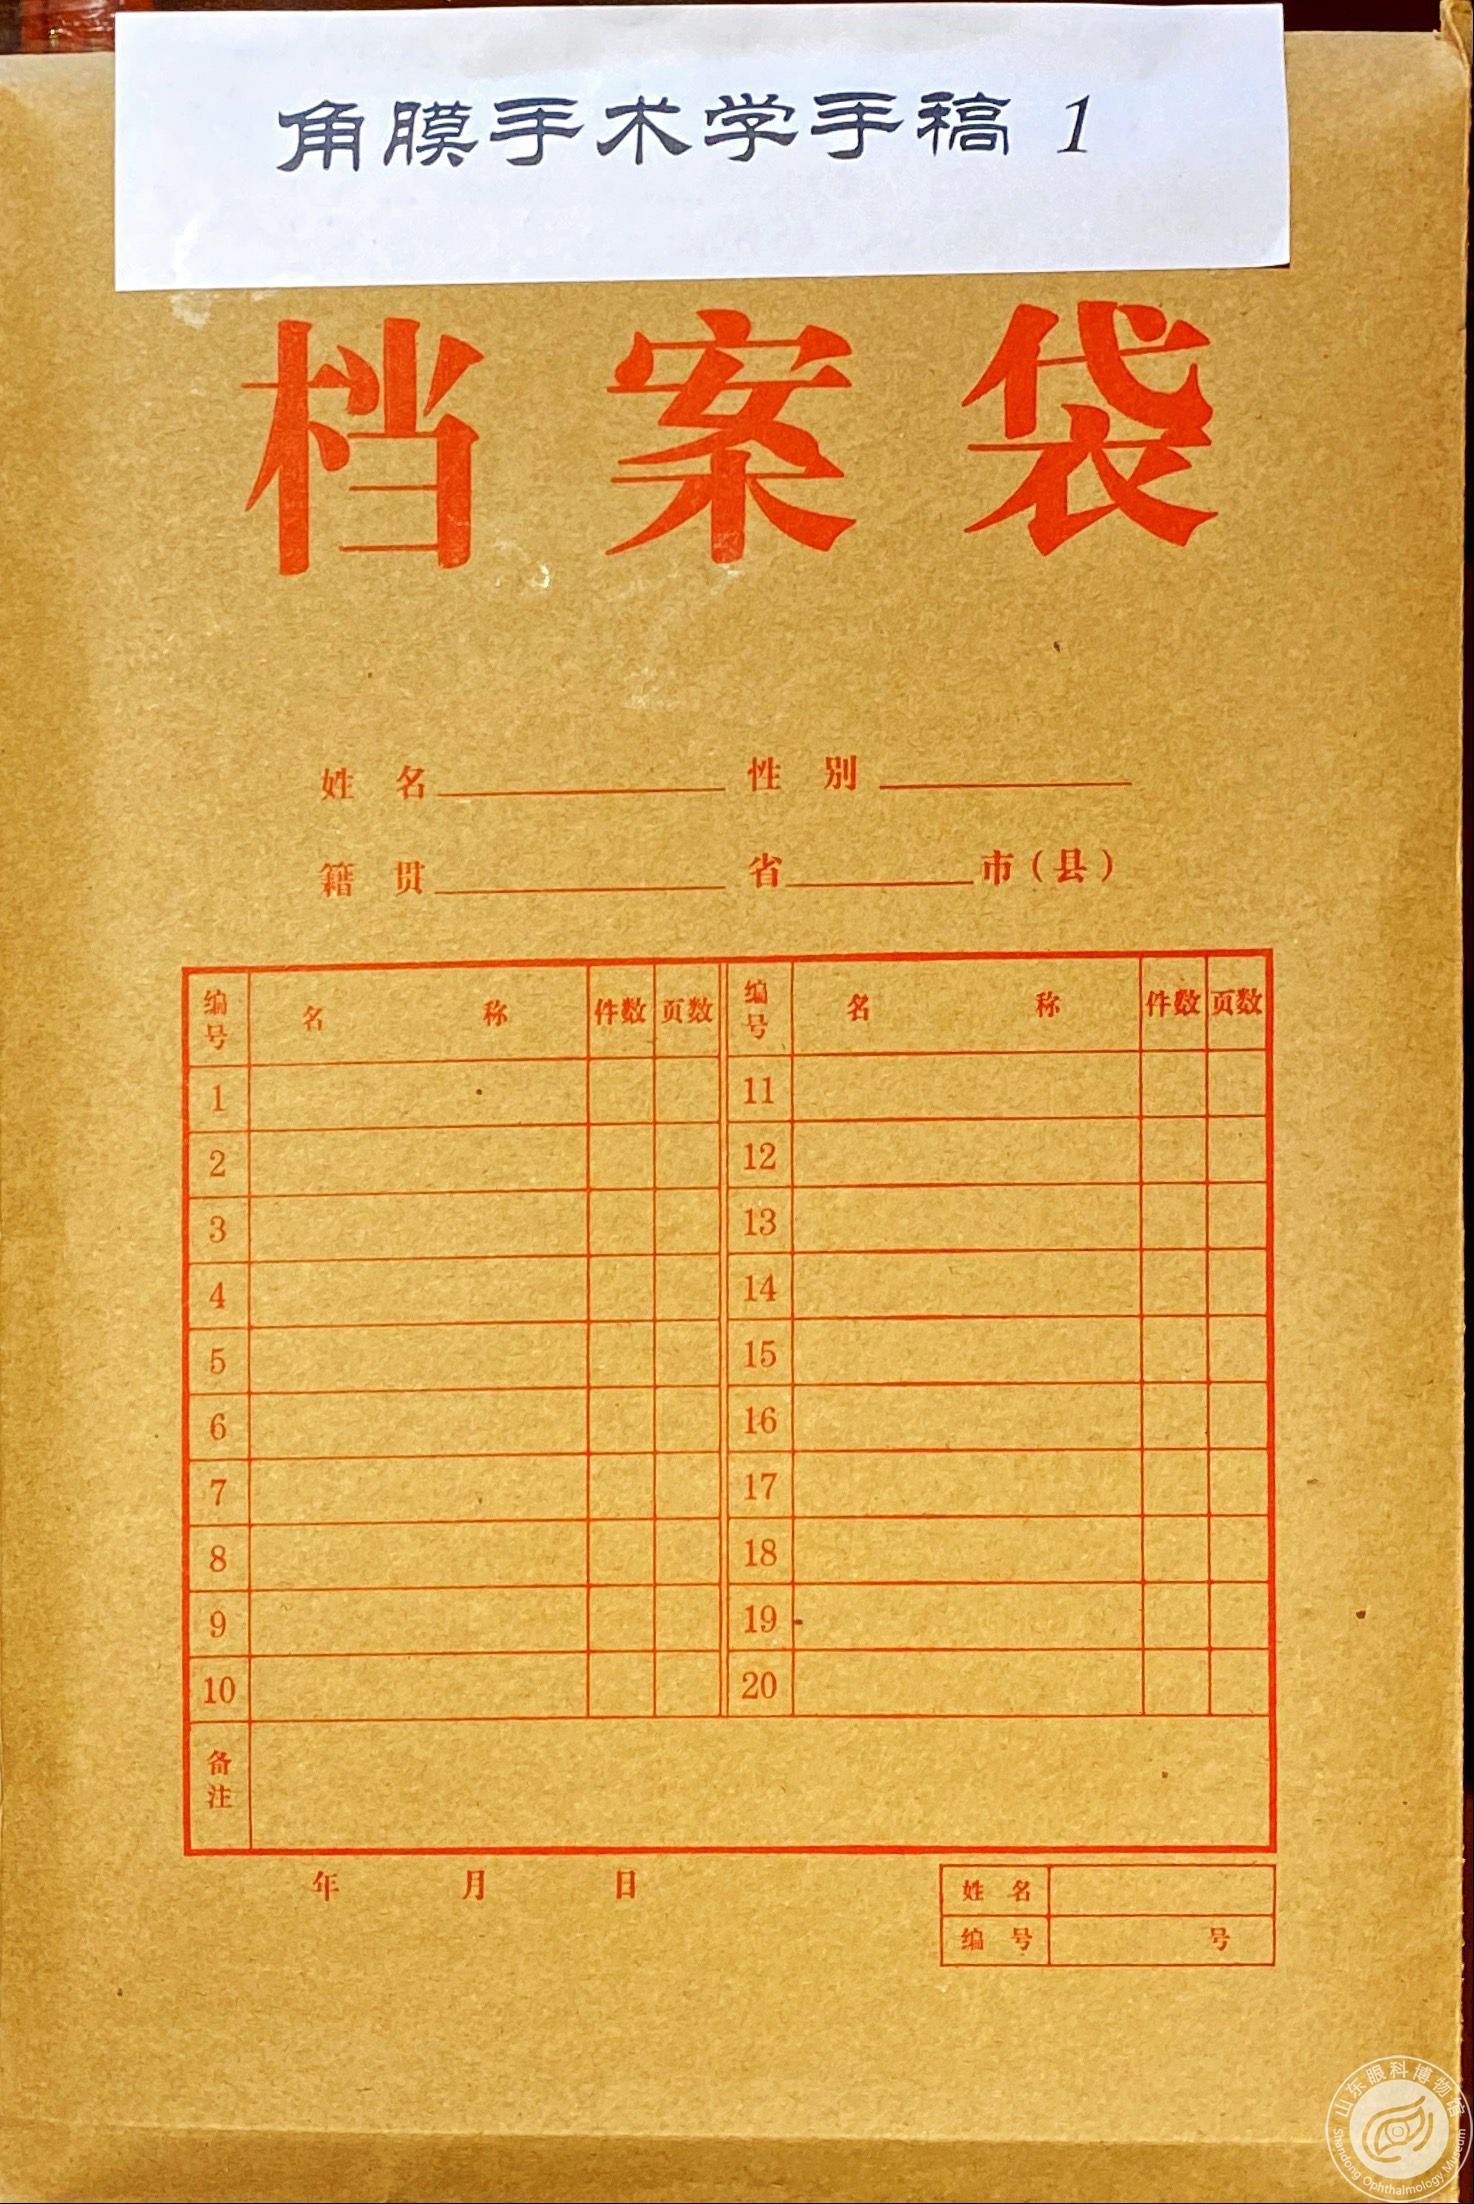 角膜手术学手稿 1
档案袋
姓 名 性 别
籍 贯 省 市(县)
编号 名 称 件数 页数 编号 名 称 件数 页数
1 11
2 12
3 13
4 14
5 15
6 16
7 17
8 18
9 19
10 20
备注
年 月 日
姓 名
编 号 号
山东眼科博物馆
Shandong Ophthalmology Museum